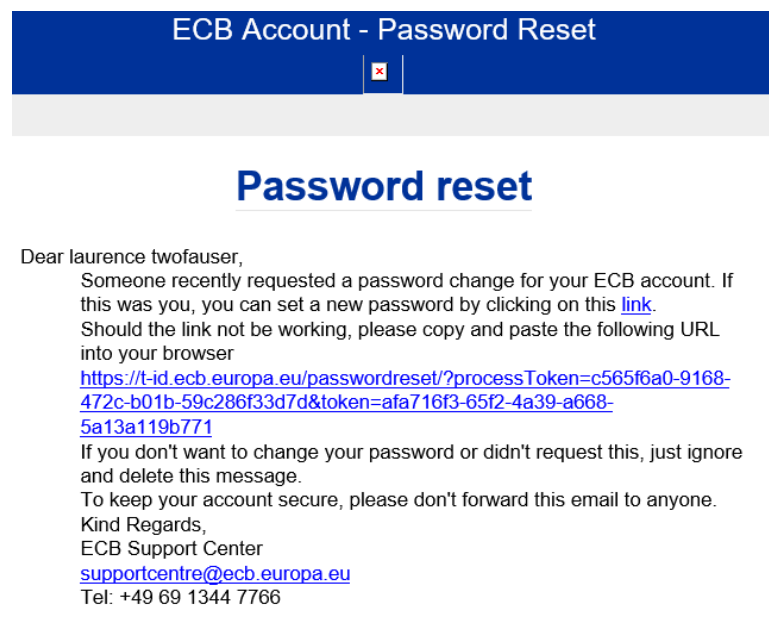 ECB Account - Password Reset
Password reset
Dear laurence twofauser,
Someone recently requested a password change for your ECB account. If
this was you, you can set a new password by clicking on this link.
Should the link not be working, please copy and paste the following URL
into your browser
https://t-id.ecb.europa.eu/passwordreset/?processToken=c565f6a0-9168-
472c-b01b-59c286f33d7d&token=afa716f3-65f2-4a39-a668-
5a13a119b771
If you don't want to change your password or didn't request this, just ignore
and delete this message.
To keep your account secure, please don't forward this email to anyone.
Kind Regards,
ECB Support Center
supportcentre@ecb.europa.eu
Tel: +49 69 1344 7766